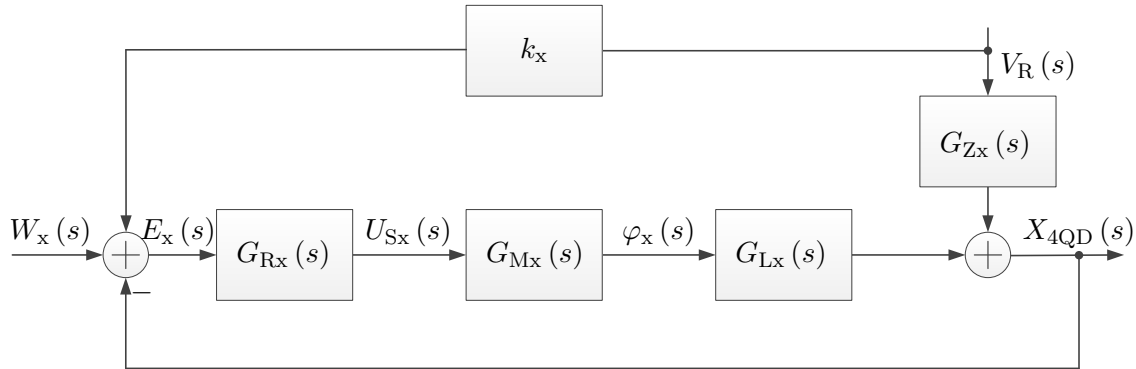 k_x
V_R (s)
G_Zx (s)
W_x (s)
E_x (s)
G_Rx (s)
U_Sx (s)
G_Mx (s)
φ_x (s)
G_Lx (s)
X_4QD (s)
+
+
−